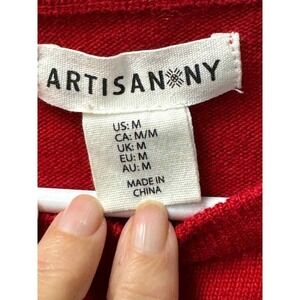 ARTISAN NY
US: M
CA: M/M
UK: M
EU: M
AU: M
MADE IN
CHINA